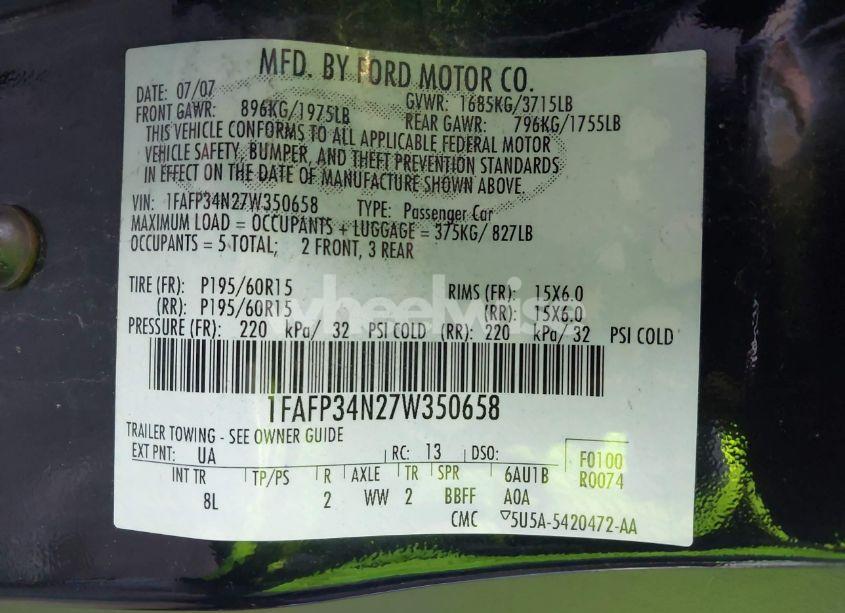 MFD. BY FORD MOTOR CO.
DATE: 07/07 GVWR: 1685KG/3715LB
FRONT GAWR: 896KG/1975LB REAR GAWR: 796KG/1755LB
THIS VEHICLE CONFORMS TO ALL APPLICABLE FEDERAL MOTOR
VEHICLE SAFETY, BUMPER, AND THEFT PREVENTION STANDARDS
IN EFFECT ON THE DATE OF MANUFACTURE SHOWN ABOVE.
VIN: 1FAFP34N27W350658 TYPE: Passenger Car
MAXIMUM LOAD = OCCUPANTS + LUGGAGE = 375KG/ 827LB
OCCUPANTS = 5 TOTAL; 2 FRONT, 3 REAR
TIRE (FR): P195/60R15 RIMS (FR): 15X6.0
(RR): P195/60R15 (RR): 15X6.0
wheelwise
PRESSURE (FR): 220 kPa/ 32 PSI COLD (RR): 220 kPa/ 32 PSI COLD
1FAFP34N27W350658
TRAILER TOWING - SEE OWNER GUIDE
EXT PNT: UA RC: 13 DSO: F0100
INT TR TP/PS R AXLE TR SPR 6AU1B R0074
8L 2 WW 2 BBFF AOA
CMC ▽5U5A-5420472-AA